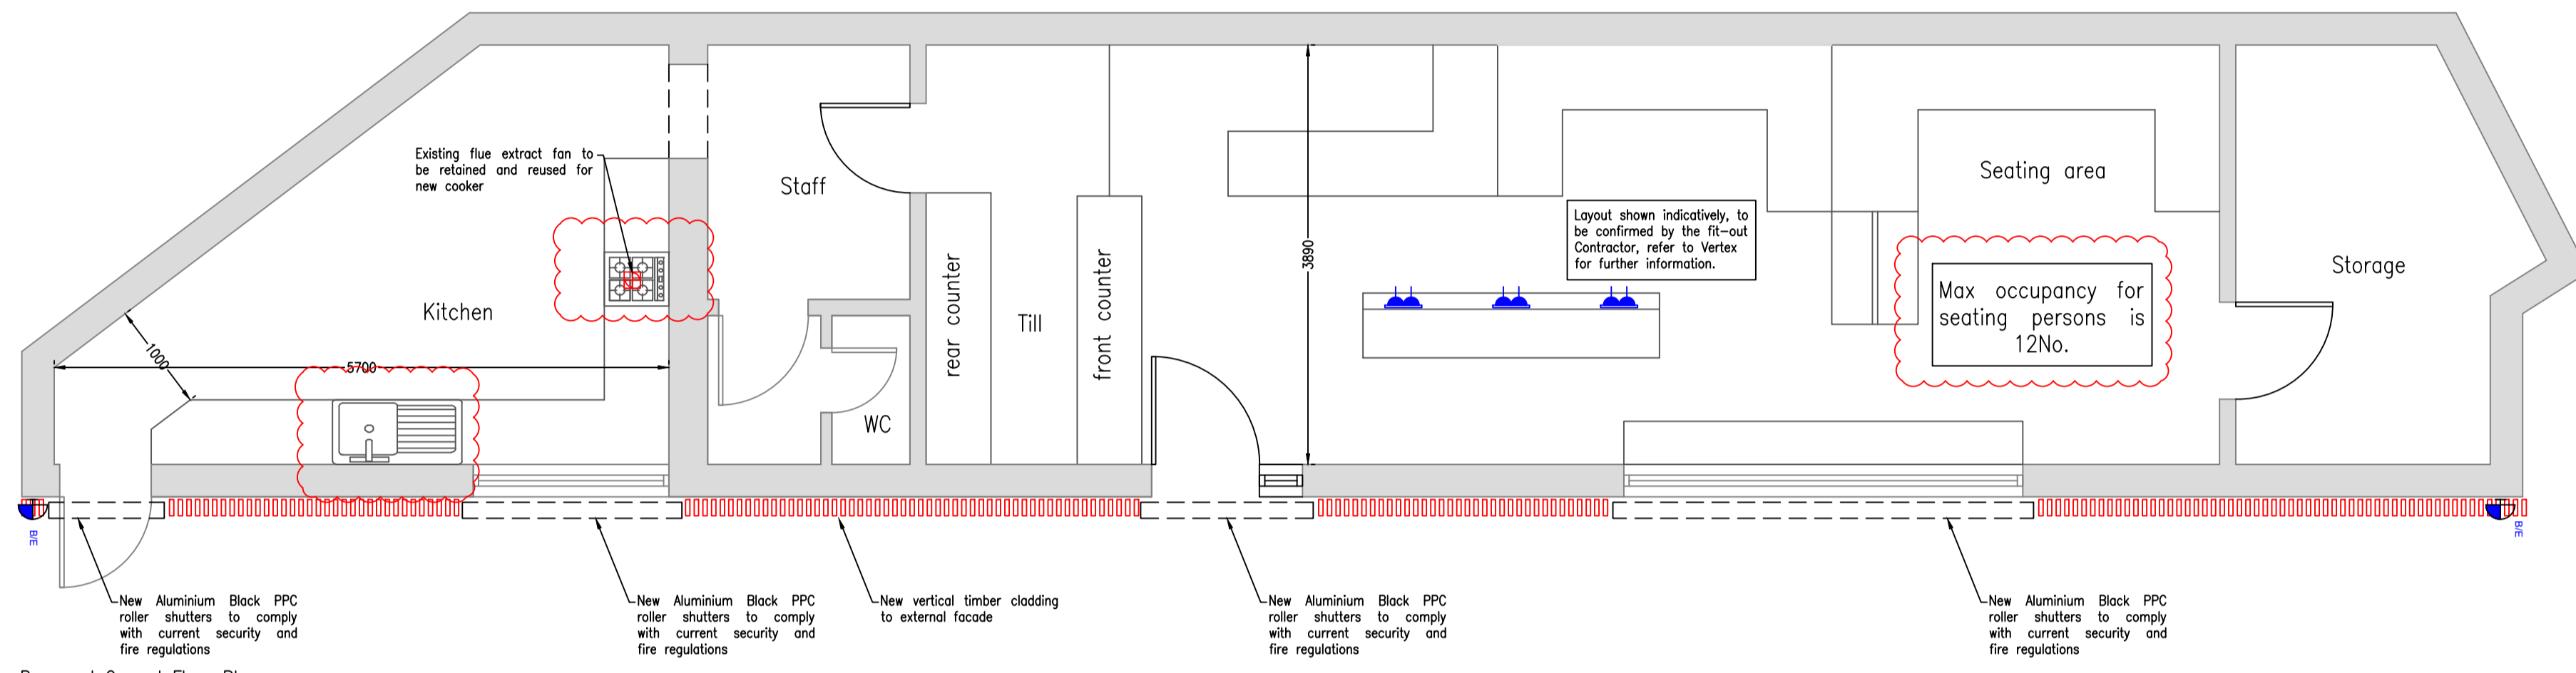 Existing flue extract fan to
be retained and reused for
new cooker
Staff
Kitchen
1000
5700
WC
rear counter
Till
front counter
3890
Layout shown indicatively, to
be confirmed by the fit-out
Contractor, refer to Vertex
for further information.
Seating area
Max occupancy for
seating persons is
12No.
Storage
B/E
B/E
New Aluminium Black PPC
roller shutters to comply
with current security and
fire regulations
New Aluminium Black PPC
roller shutters to comply
with current security and
fire regulations
New vertical timber cladding
to external facade
New Aluminium Black PPC
roller shutters to comply
with current security and
fire regulations
New Aluminium Black PPC
roller shutters to comply
with current security and
fire regulations